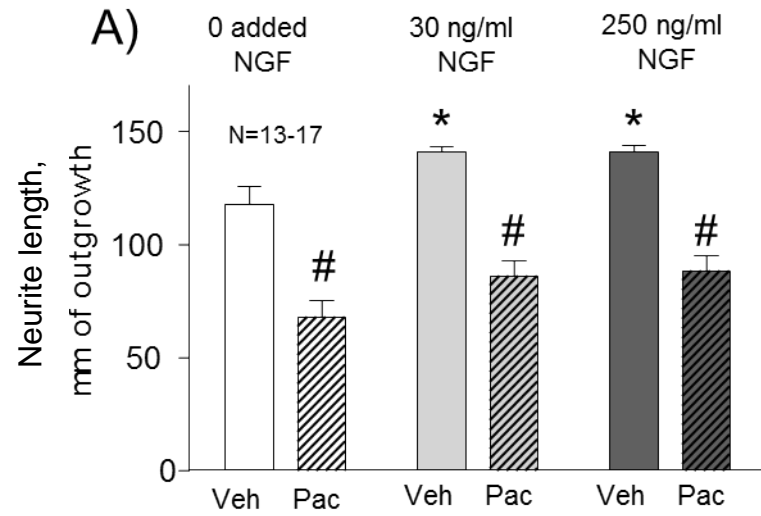 A)
0 added
NGF
30 ng/ml
NGF
250 ng/ml
NGF
Neurite length,
mm of outgrowth
150
100
50
0
N=13-17
*
*
#
#
#
Veh Pac Veh Pac Veh Pac